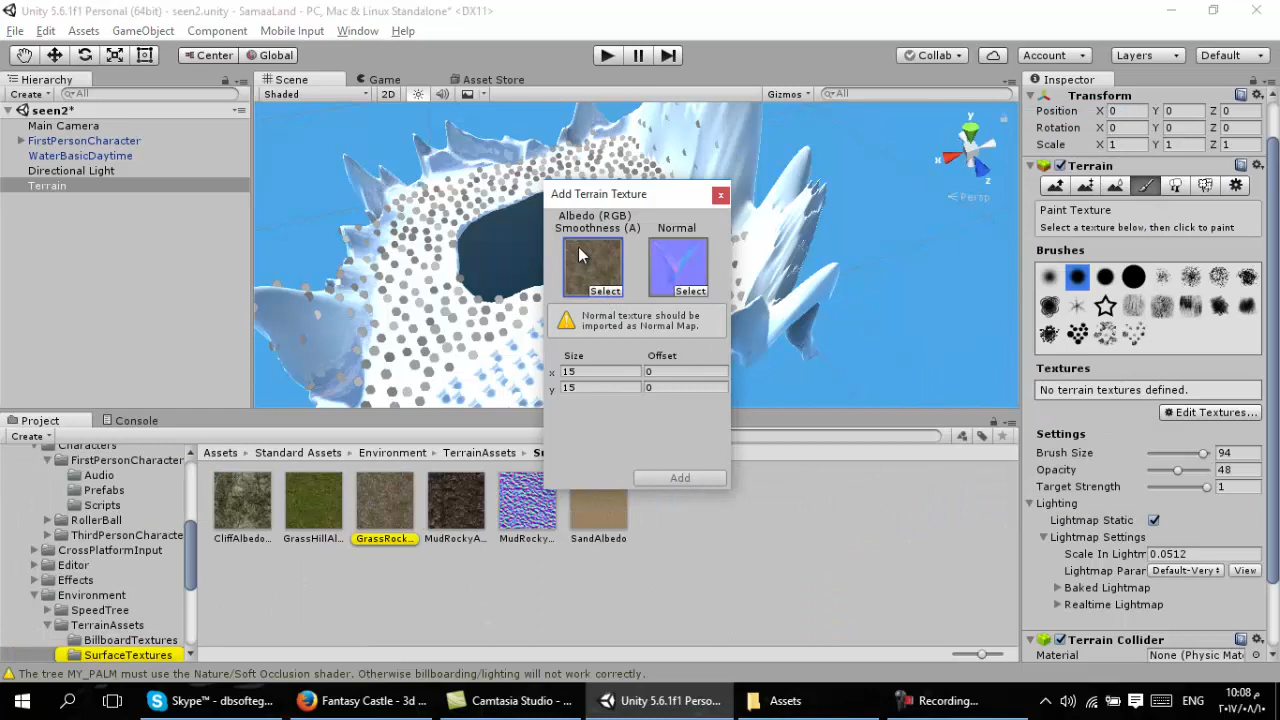 Unity 5.6.1f1 Personal (64bit) - seen2.unity - SamaaLand - PC, Mac & Linux Standalone* <DX11>
File Edit Assets GameObject Component Mobile Input Window Help
Center Global Collab Account Layers Default
Hierarchy
Create All
seen2*
Main Camera
FirstPersonCharacter
WaterBasicDaytime
Directional Light
Terrain
Scene Game Asset Store
Shaded 2D Gizmos All
y
x
z
Persp
Add Terrain Texture
x
Albedo (RGB)
Smoothness (A) Normal
Select Select
Normal texture should be
imported as Normal Map.
Size Offset
x 15 0
y 15 0
Add
Inspector
Transform
Position X 0 Y 0 Z 0
Rotation X 0 Y 0 Z 0
Scale X 1 Y 1 Z 1
Terrain
Paint Texture
Select a texture below, then click to paint
Brushes
Textures
No terrain textures defined.
Edit Textures...
Settings
Brush Size 94
Opacity 48
Target Strength 1
Lighting
Lightmap Static
Lightmap Settings
Scale In Lightm 0.0512
Lightmap Parar Default-Very View
Baked Lightmap
Realtime Lightmap
Terrain Collider
Material None (Physic Mat
Project Console
Create
Characters
FirstPersonCharacter
Audio
Prefabs
Scripts
RollerBall
ThirdPersonCharacte
CrossPlatformInput
Editor
Effects
Environment
SpeedTree
TerrainAssets
BillboardTextures
SurfaceTextures
Assets Standard Assets Environment TerrainAssets
CliffAlbedo... GrassHillAl... GrassRock... MudRockyA... MudRocky... SandAlbedo
The tree MY_PALM must use the Nature/Soft Occlusion shader. Otherwise billboarding/lighting will not work correctly.
Skype™ - dbsofteg... Fantasy Castle - 3d ... Camtasia Studio - ... Unity 5.6.1f1 Perso... Assets Recording... ENG
م 10:08
٢٠١٧/٠٨/١٠